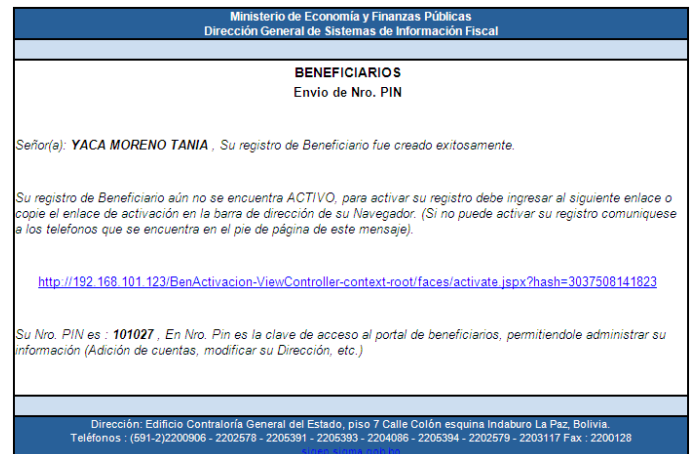 Ministerio de Economía y Finanzas Públicas
Dirección General de Sistemas de Información Fiscal
BENEFICIARIOS
Envio de Nro. PIN
Señor(a): YACA MORENO TANIA , Su registro de Beneficiario fue creado exitosamente.
Su registro de Beneficiario aún no se encuentra ACTIVO, para activar su registro debe ingresar al siguiente enlace o
copie el enlace de activación en la barra de dirección de su Navegador. (Si no puede activar su registro comuniquese
a los telefonos que se encuentra en el pie de página de este mensaje).
http://192.168.101.123/BenActivacion-ViewController-context-root/faces/activate.jspx?hash=3037508141823
Su Nro. PIN es : 101027 , En Nro. Pin es la clave de acceso al portal de beneficiarios, permitiendole administrar su
información (Adición de cuentas, modificar su Dirección, etc.)
Dirección: Edificio Contraloría General del Estado, piso 7 Calle Colón esquina Indaburo La Paz, Bolivia.
Teléfonos : (591-2)2200906 - 2202578 - 2205391 - 2205393 - 2204086 - 2205394 - 2202579 - 2203117 Fax : 2200128
sigep.sigma.gob.bo